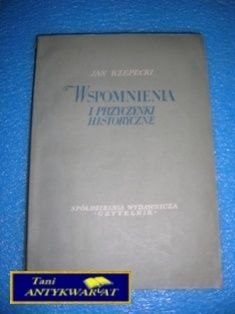 JAN RZEPECKI
WSPOMNIENIA
I PRZYCZYNKI
HISTORYCZNE
SPÓŁDZIELNIA WYDAWNICZA
"CZYTELNIK"
Tani
ANTYKWARIAT